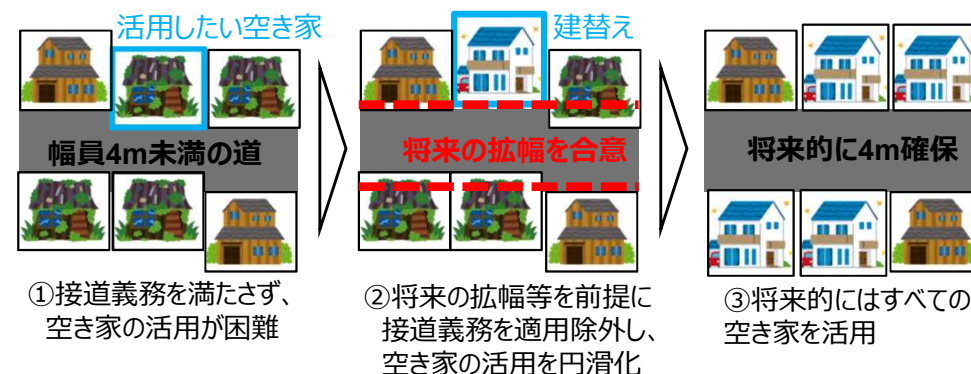 活用したい空き家
幅員4m未満の道
①接道義務を満たさず、
空き家の活用が困難
建替え
将来の拡幅を合意
②将来の拡幅等を前提に
接道義務を適用除外し、
空き家の活用を円滑化
将来的に4m確保
③将来的にはすべての
空き家を活用